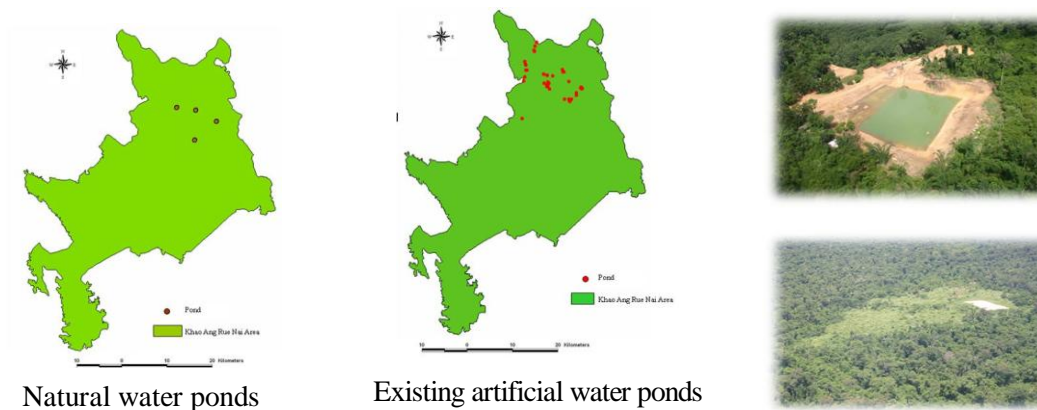 N
W E
S
Pond
Khao Ang Rue Nai Area
10 0 10 20 Kilometers
Natural water ponds
N
W E
S
Pond
Khao Ang Rue Nai Area
10 0 10 20 Kilometers
Existing artificial water ponds